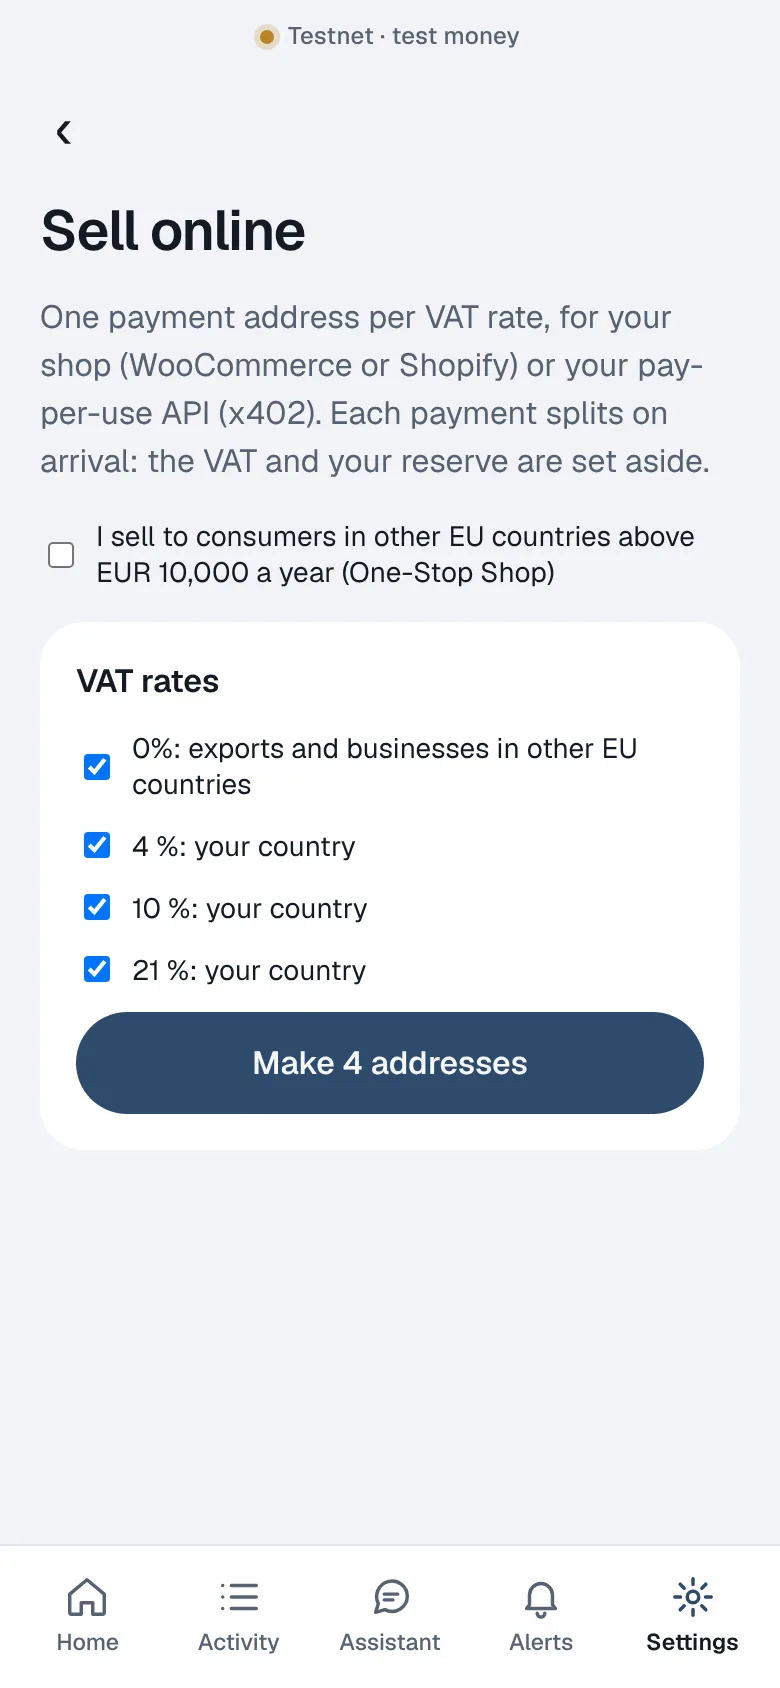 Testnet · test money
Sell online
One payment address per VAT rate, for your
shop (WooCommerce or Shopify) or your pay-
per-use API (x402). Each payment splits on
arrival: the VAT and your reserve are set aside.
I sell to consumers in other EU countries above
EUR 10,000 a year (One-Stop Shop)
VAT rates
0%: exports and businesses in other EU
countries
4 %: your country
10 %: your country
21 %: your country
Make 4 addresses
Home
Activity
Assistant
Alerts
Settings